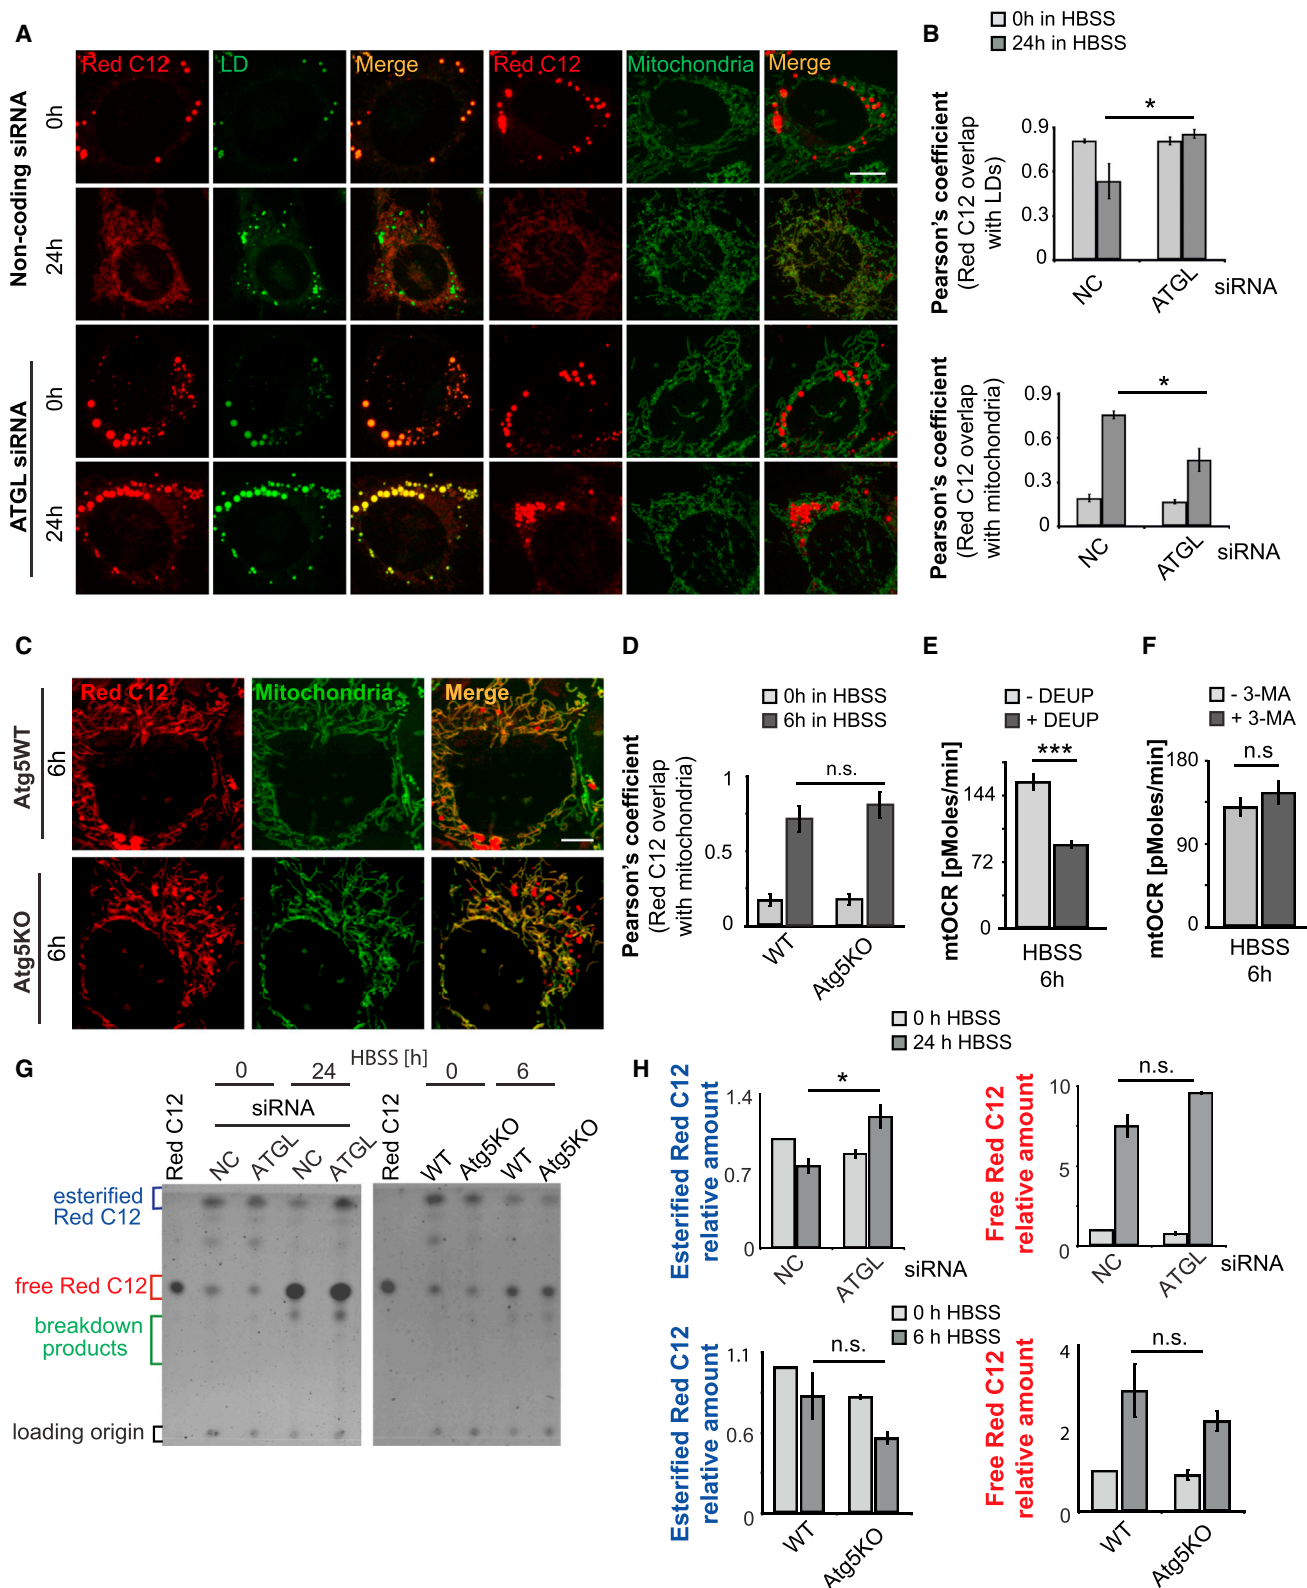 A
Red C12
LD
Merge
Red C12
Mitochondria
Merge
Non-coding siRNA
0h
24h
ATGL siRNA
0h
24h
B
0h in HBSS
24h in HBSS
Pearson's coefficient
(Red C12 overlap
with LDs)
0.9
0.6
0.3
0
*
NC
ATGL
siRNA
Pearson's coefficient
(Red C12 overlap
with mitochondria)
0.9
0.6
0.3
0
*
NC
ATGL
siRNA
C
Red C12
Mitochondria
Merge
Atg5WT
6h
Atg5KO
6h
D
0h in HBSS
6h in HBSS
Pearson's coefficient
(Red C12 overlap
with mitochondria)
1
0.5
0
n.s.
WT
Atg5KO
E
- DEUP
+ DEUP
mtOCR [pMoles/min]
144
72
0
***
HBSS
6h
F
- 3-MA
+ 3-MA
mtOCR [pMoles/min]
180
90
0
n.s
HBSS
6h
G
HBSS [h]
0
24
0
6
siRNA
Red C12
NC
ATGL
NC
ATGL
Red C12
WT
Atg5KO
WT
Atg5KO
esterified
Red C12
free Red C12
breakdown
products
loading origin
H
0 h HBSS
24 h HBSS
Esterified Red C12
relative amount
1.4
0.7
0
*
NC
ATGL
siRNA
Free Red C12
relative amount
10
5
0
n.s.
NC
ATGL
siRNA
0 h HBSS
6 h HBSS
Esterified Red C12
relative amount
1.1
0.6
0
n.s.
WT
Atg5KO
Free Red C12
relative amount
4
2
0
n.s.
WT
Atg5KO